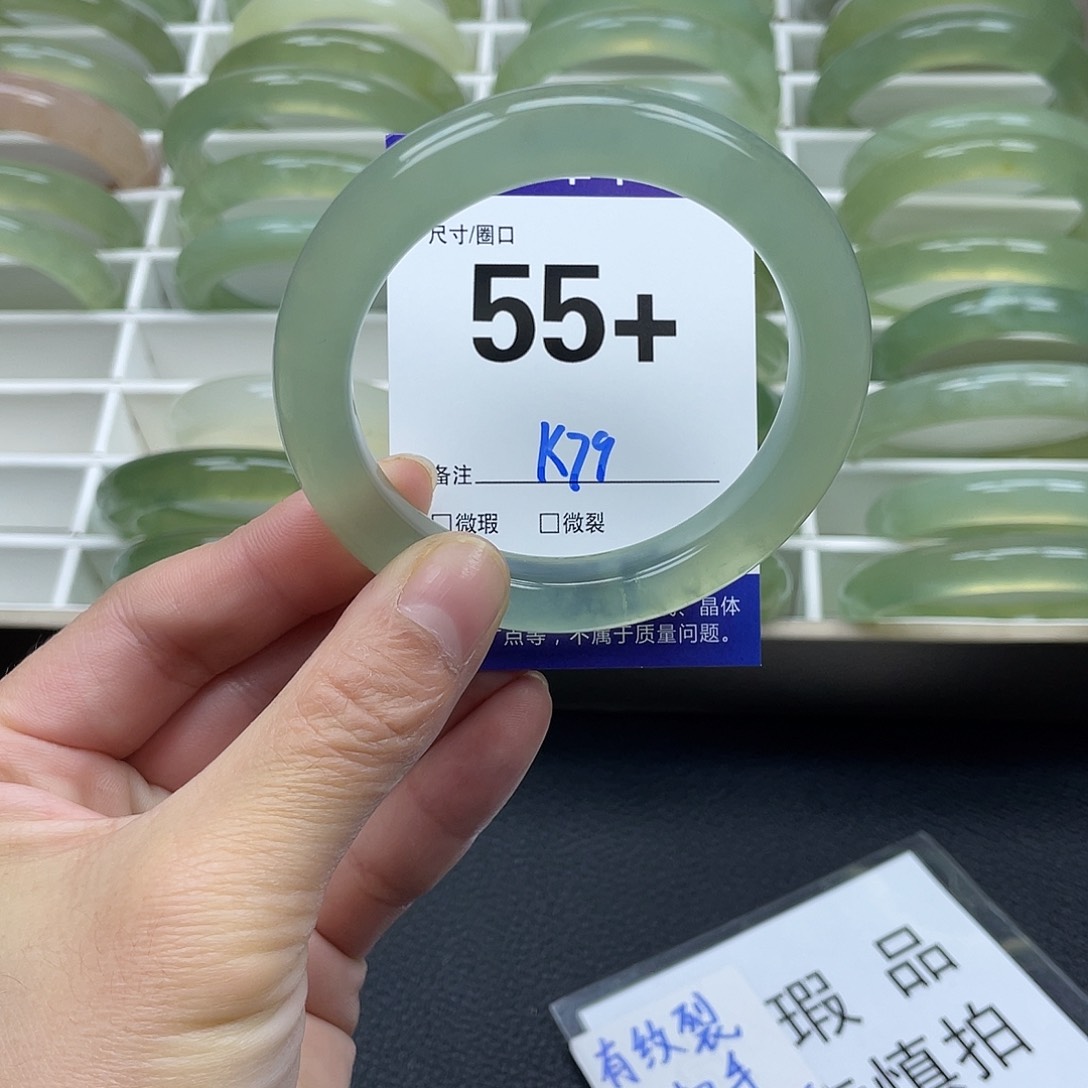 尺寸/圈口
55+
备注 K79
□微瑕 □微裂
、晶体
点等，不属于质量问题。
瑕品
慎拍
有纹裂